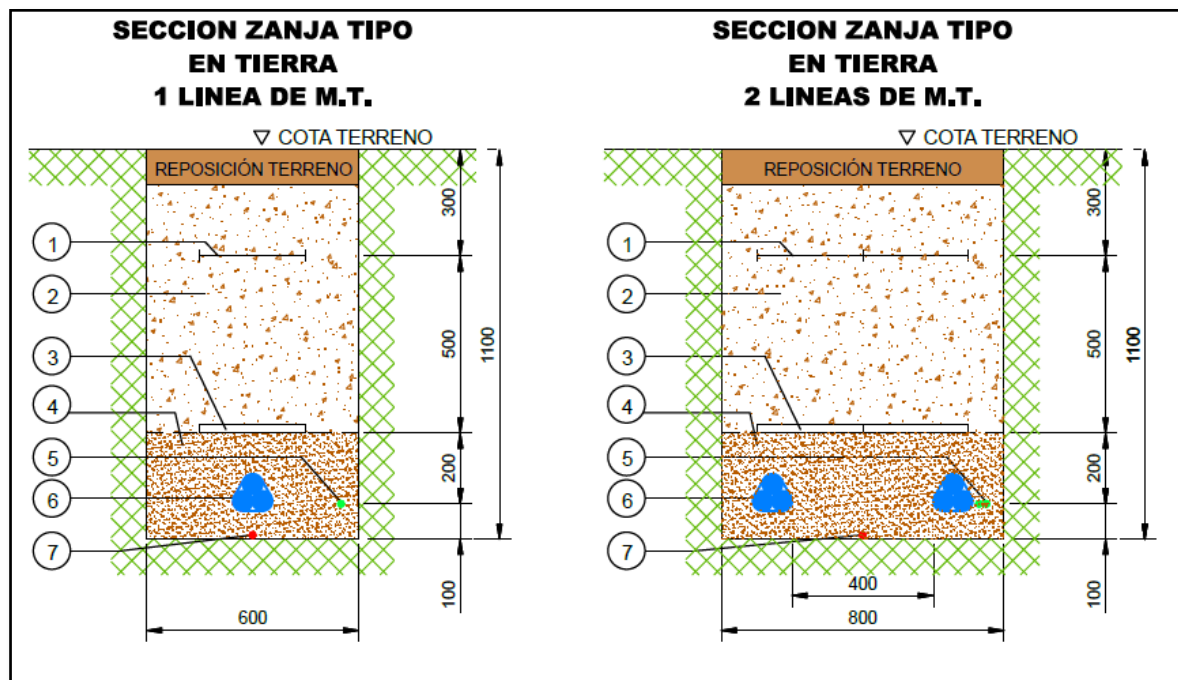 SECCION ZANJA TIPO
EN TIERRA
1 LINEA DE M.T.
COTA TERRENO
REPOSICIÓN TERRENO
1
2
3
4
5
6
7
300
500
200
100
1100
600
SECCION ZANJA TIPO
EN TIERRA
2 LINEAS DE M.T.
COTA TERRENO
REPOSICIÓN TERRENO
1
2
3
4
5
6
7
300
500
200
100
1100
400
800